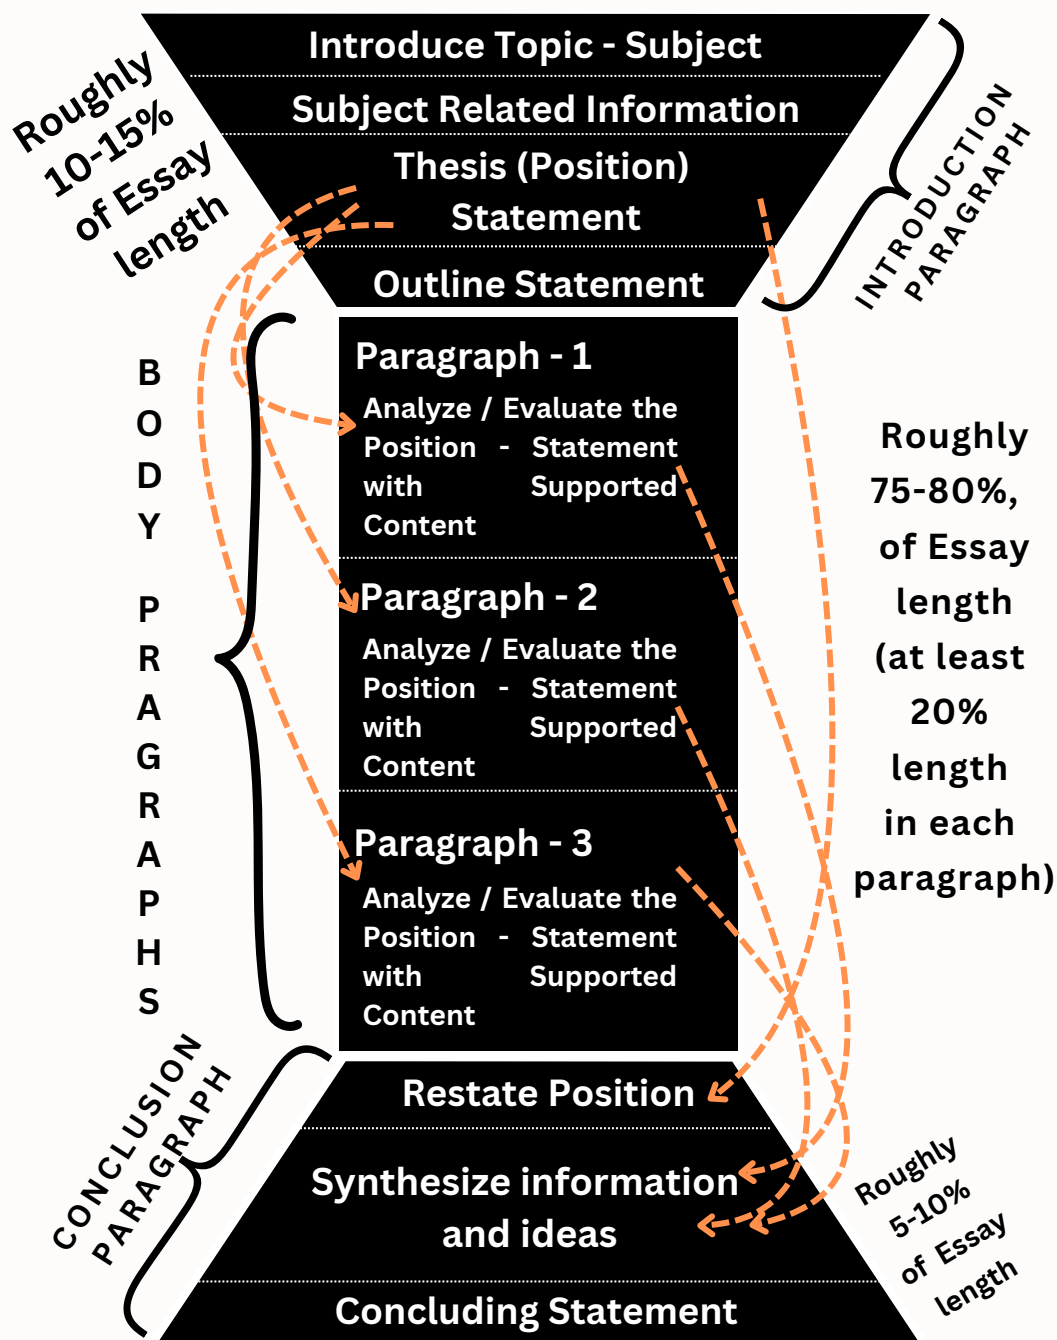 Introduce Topic - Subject
Subject Related Information
Thesis (Position)
Statement
Outline Statement
Roughly
10-15%
of Essay
length
INTRODUCTION
PARAGRAPH
BODY
PRAGRAPHS
Paragraph - 1
Analyze / Evaluate the
Position - Statement
with Supported
Content
Paragraph - 2
Analyze / Evaluate the
Position - Statement
with Supported
Content
Paragraph - 3
Analyze / Evaluate the
Position - Statement
with Supported
Content
Roughly
75-80%,
of Essay
length
(at least
20%
length
in each
paragraph)
CONCLUSION
PARAGRAPH
Restate Position
Synthesize information
and ideas
Concluding Statement
Roughly
5-10%
of Essay
length